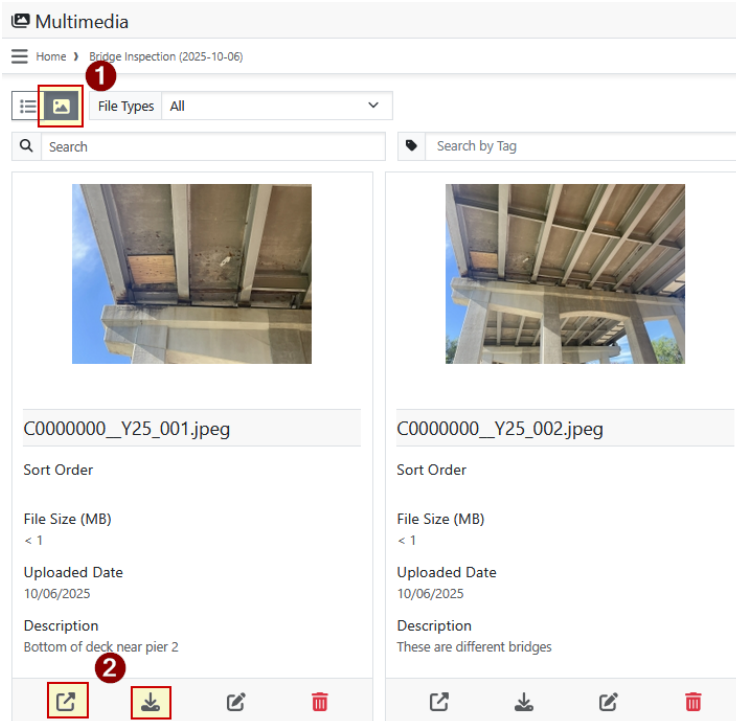 Multimedia
Home › Bridge Inspection (2025-10-06)
1
File Types All
Search
Search by Tag
C0000000__Y25_001.jpeg
Sort Order
File Size (MB)
< 1
Uploaded Date
10/06/2025
Description
Bottom of deck near pier 2
2
C0000000__Y25_002.jpeg
Sort Order
File Size (MB)
< 1
Uploaded Date
10/06/2025
Description
These are different bridges